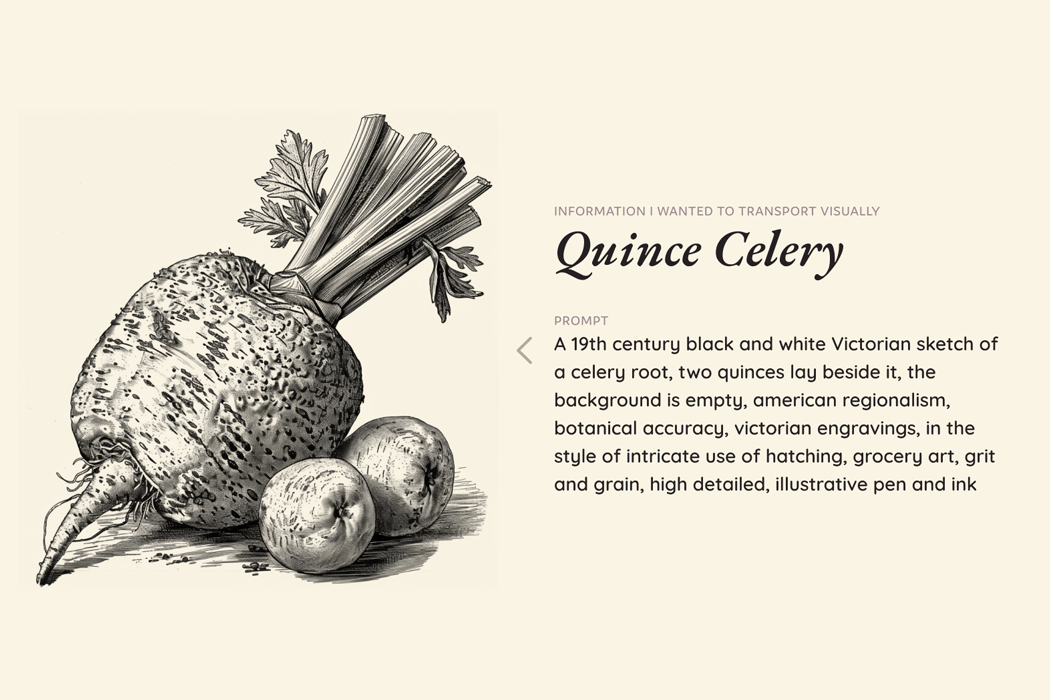 INFORMATION I WANTED TO TRANSPORT VISUALLY
Quince Celery
PROMPT
A 19th century black and white Victorian sketch of
a celery root, two quinces lay beside it, the
background is empty, american regionalism,
botanical accuracy, victorian engravings, in the
style of intricate use of hatching, grocery art, grit
and grain, high detailed, illustrative pen and ink